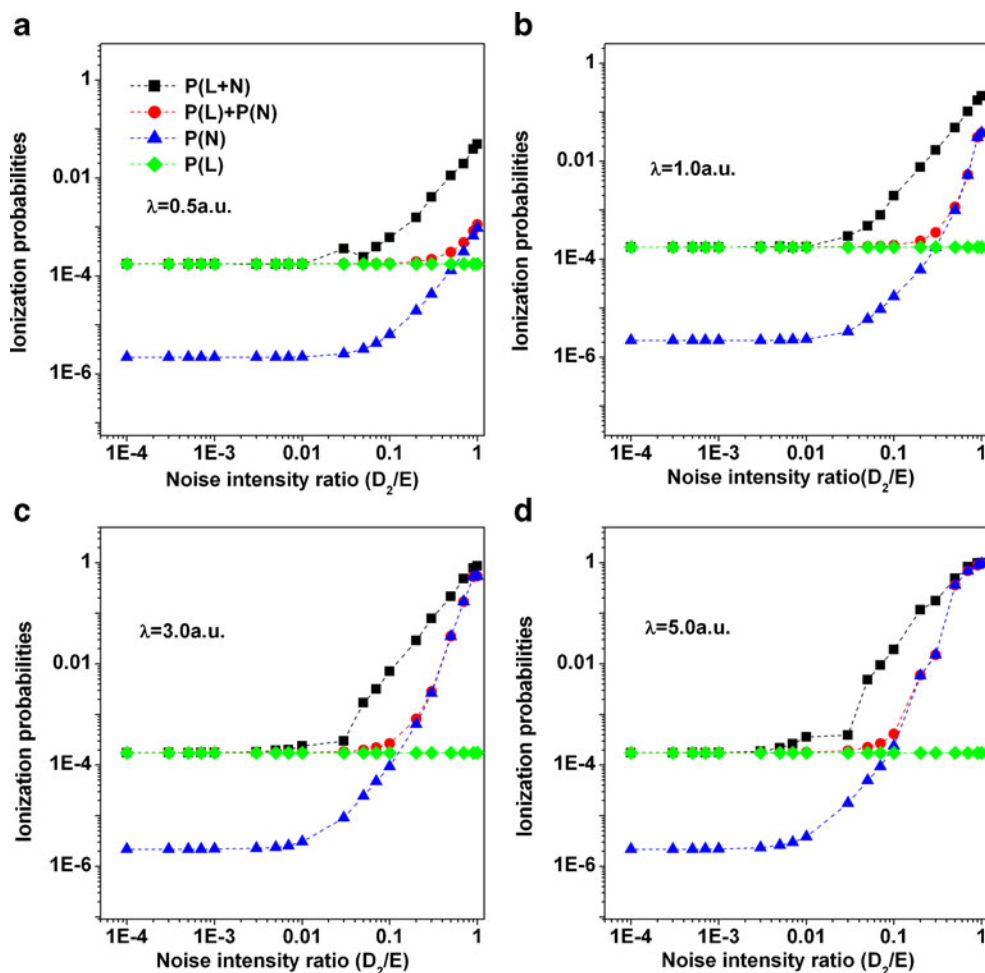 a
Ionization probabilities
1
0.01
1E-4
1E-6
P(L+N)
P(L)+P(N)
P(N)
P(L)
λ=0.5a.u.
1E-4 1E-3 0.01 0.1 1
Noise intensity ratio (D₂/E)
b
Ionization probabilities
1
0.01
1E-4
1E-6
λ=1.0a.u.
1E-4 1E-3 0.01 0.1 1
Noise intensity ratio(D₂/E)
c
Ionization probabilities
1
0.01
1E-4
1E-6
λ=3.0a.u.
1E-4 1E-3 0.01 0.1 1
Noise intensity ratio (D₂/E)
d
Ionization probabilities
1
0.01
1E-4
1E-6
λ=5.0a.u.
1E-4 1E-3 0.01 0.1 1
Noise intensity ratio (D₂/E)